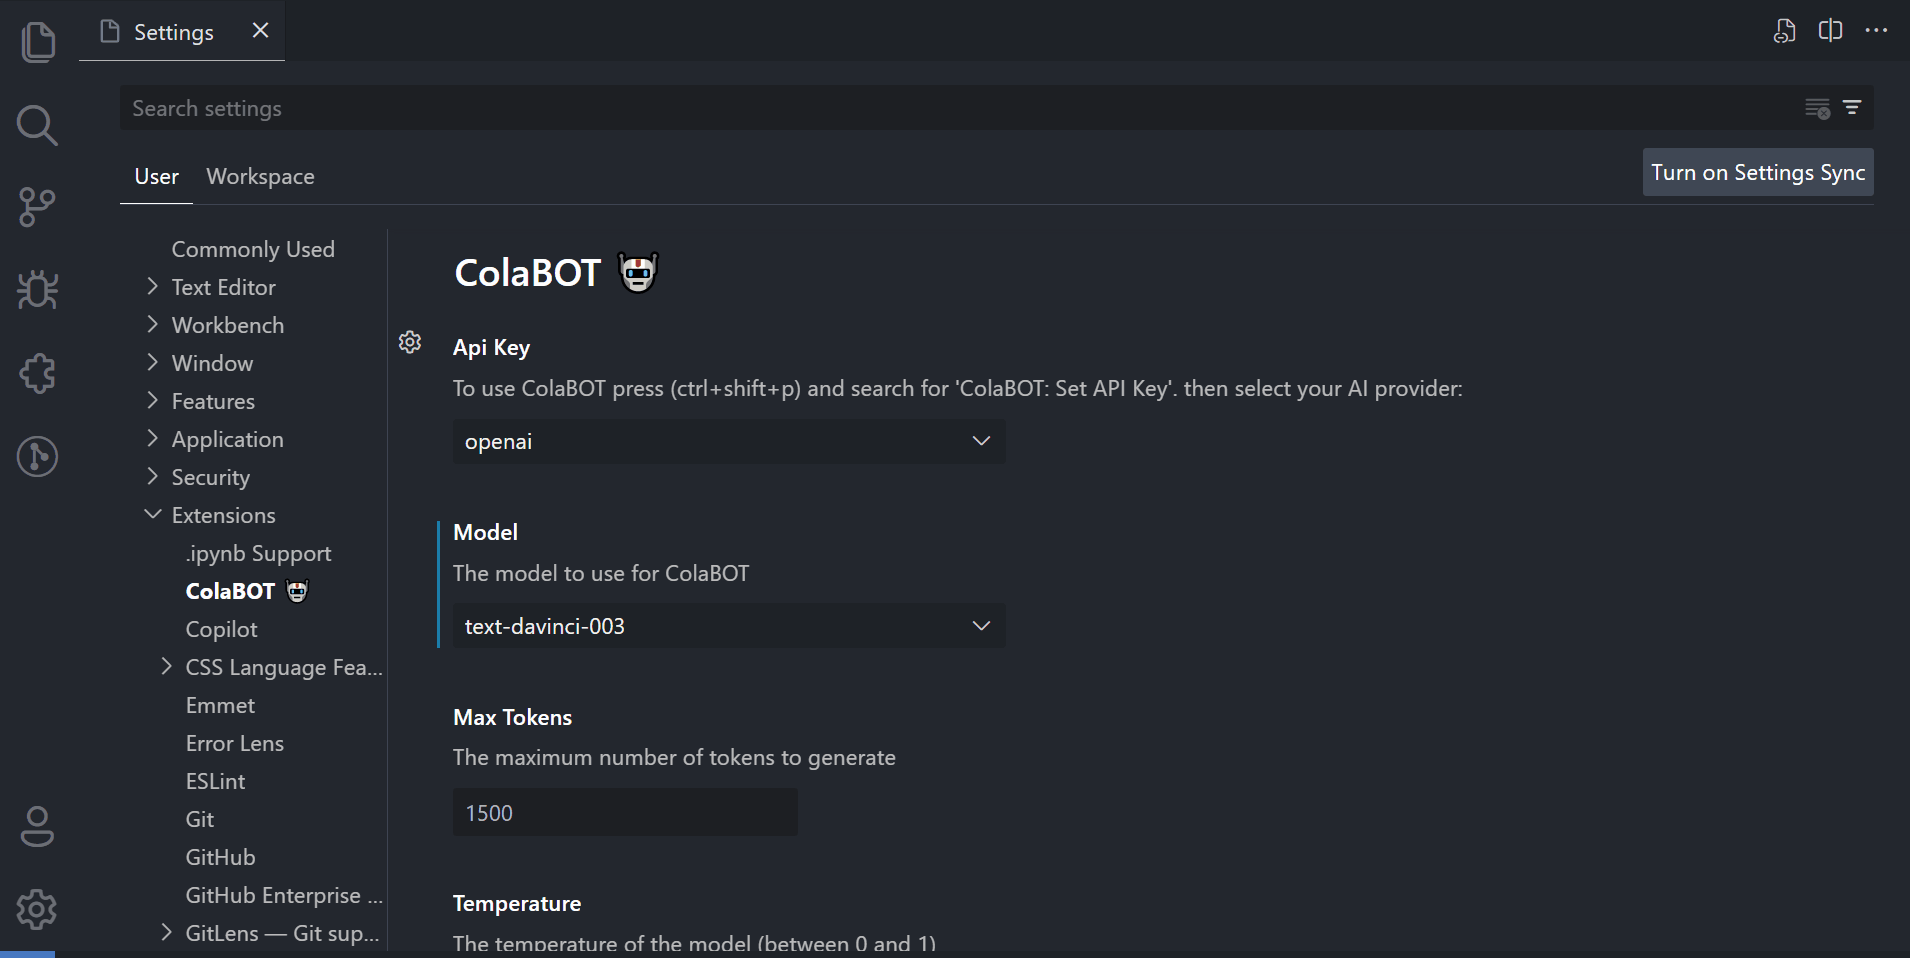 Settings
Search settings
User
Workspace
Turn on Settings Sync
Commonly Used
Text Editor
Workbench
Window
Features
Application
Security
Extensions
.ipynb Support
ColaBOT
Copilot
CSS Language Fea...
Emmet
Error Lens
ESLint
Git
GitHub
GitHub Enterprise ...
GitLens — Git sup...
ColaBOT
Api Key
To use ColaBOT press (ctrl+shift+p) and search for 'ColaBOT: Set API Key'. then select your AI provider:
openai
Model
The model to use for ColaBOT
text-davinci-003
Max Tokens
The maximum number of tokens to generate
1500
Temperature
The temperature of the model (between 0 and 1)